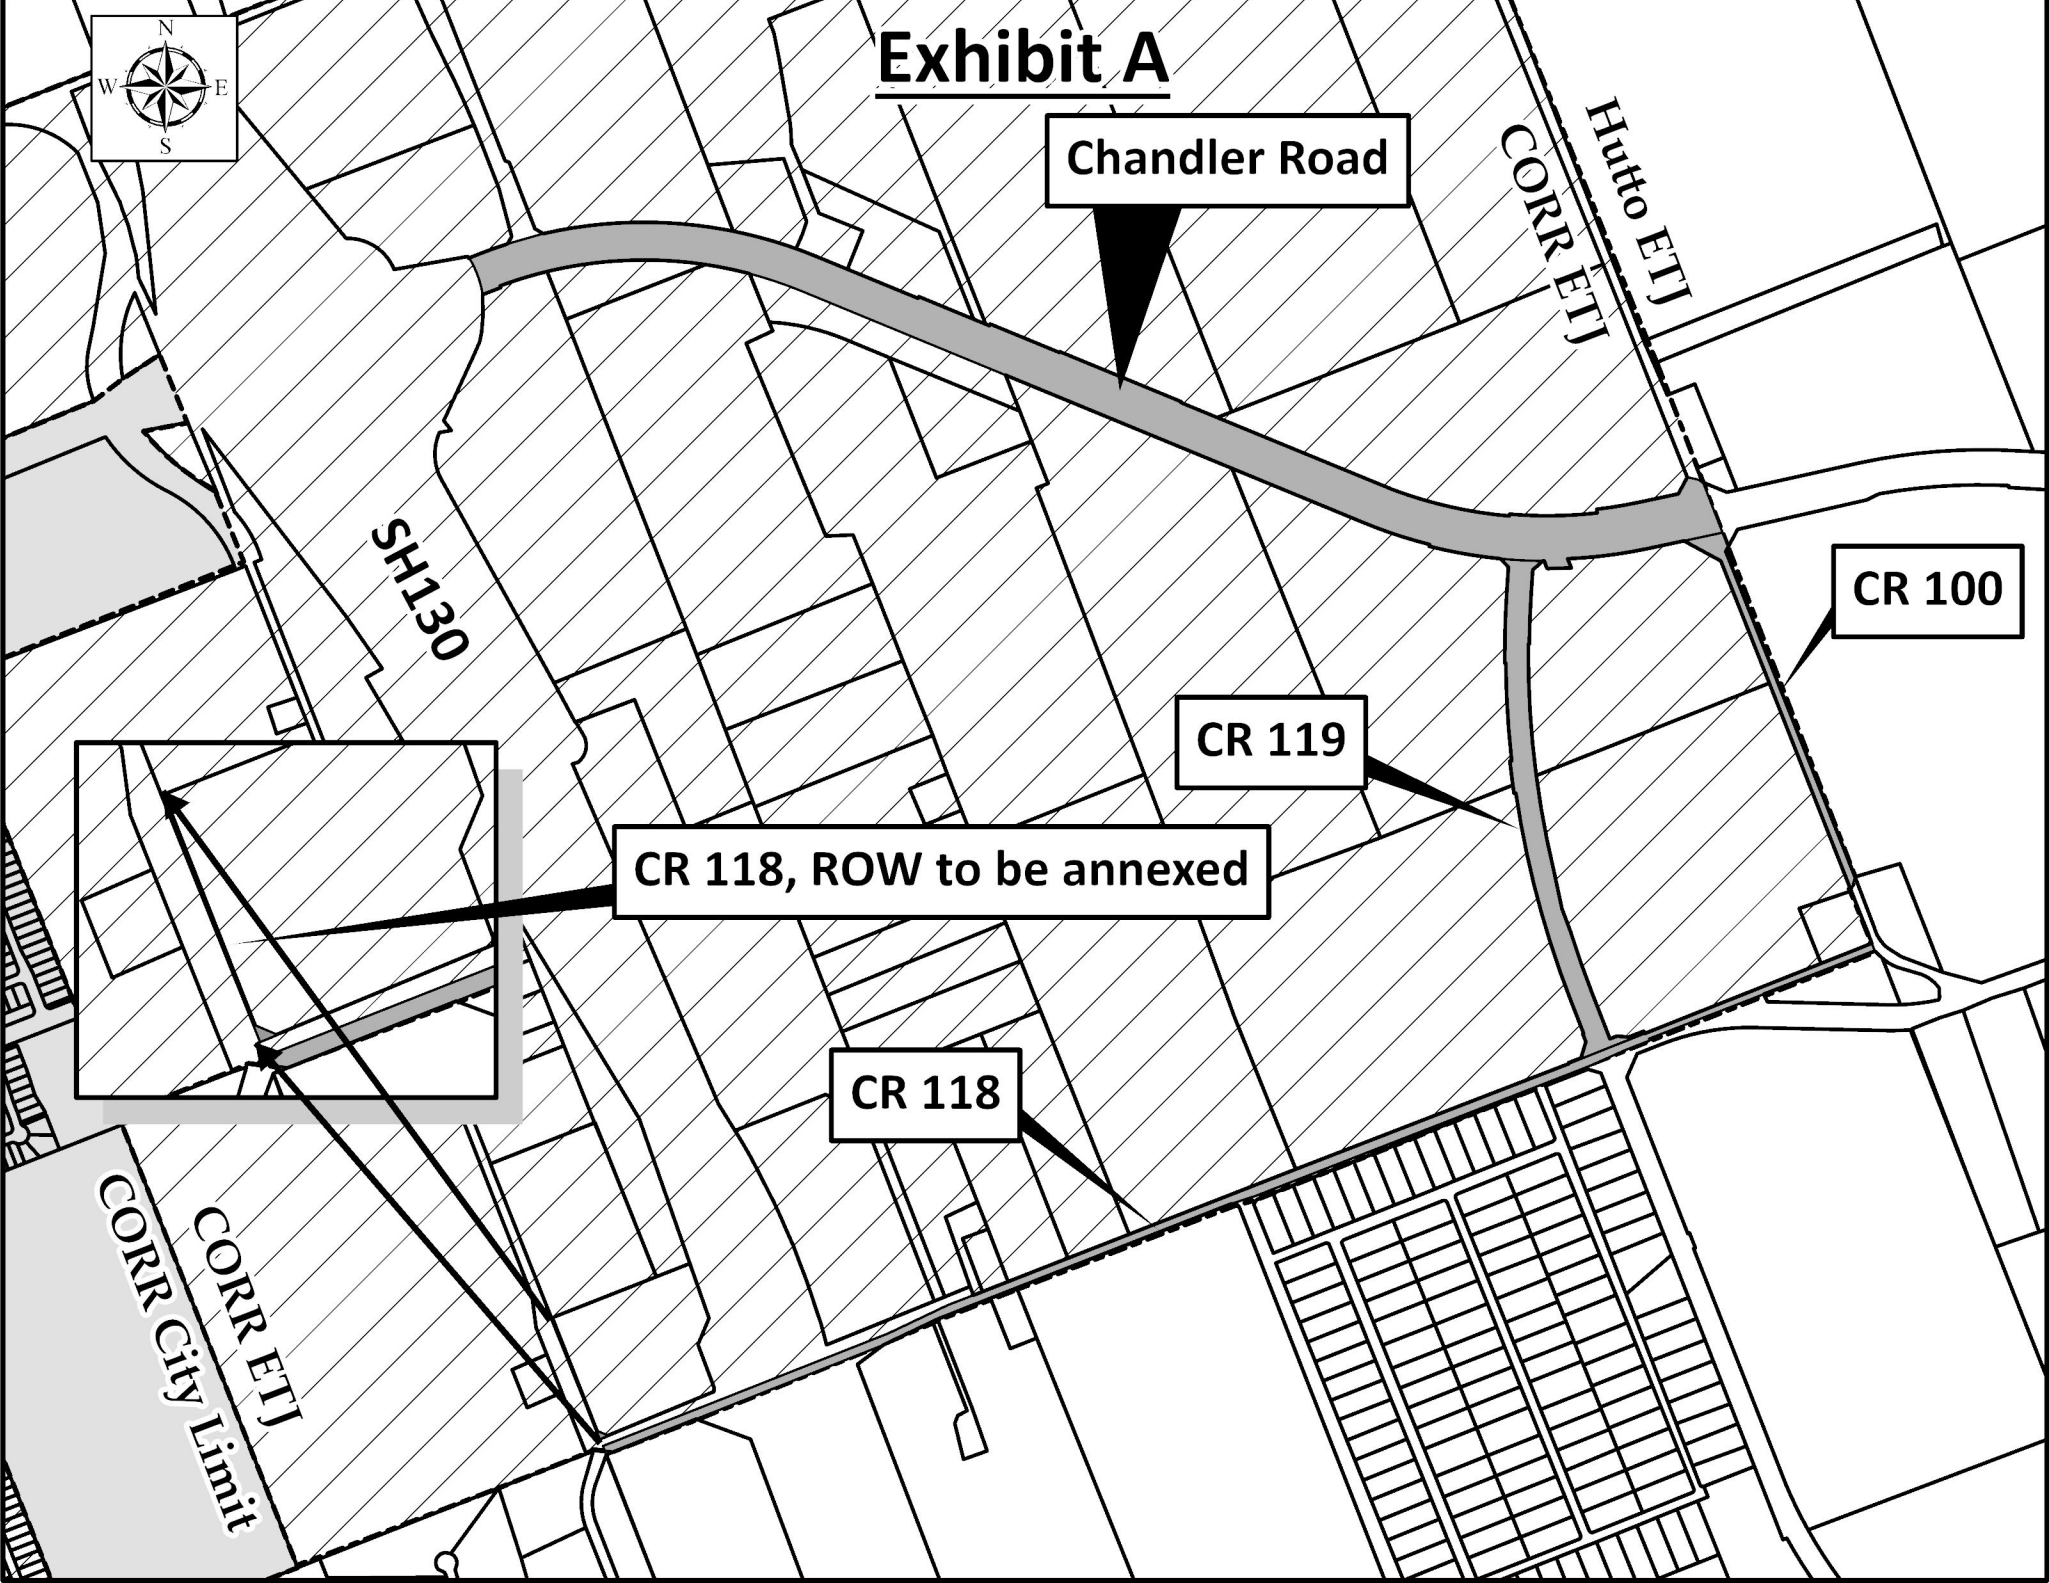 N
W E
S
Exhibit A
Chandler Road
Hutto ETJ
CORR ETJ
SH130
CR 100
CR 119
CR 118, ROW to be annexed
CR 118
CORR ETJ
CORR City Limit